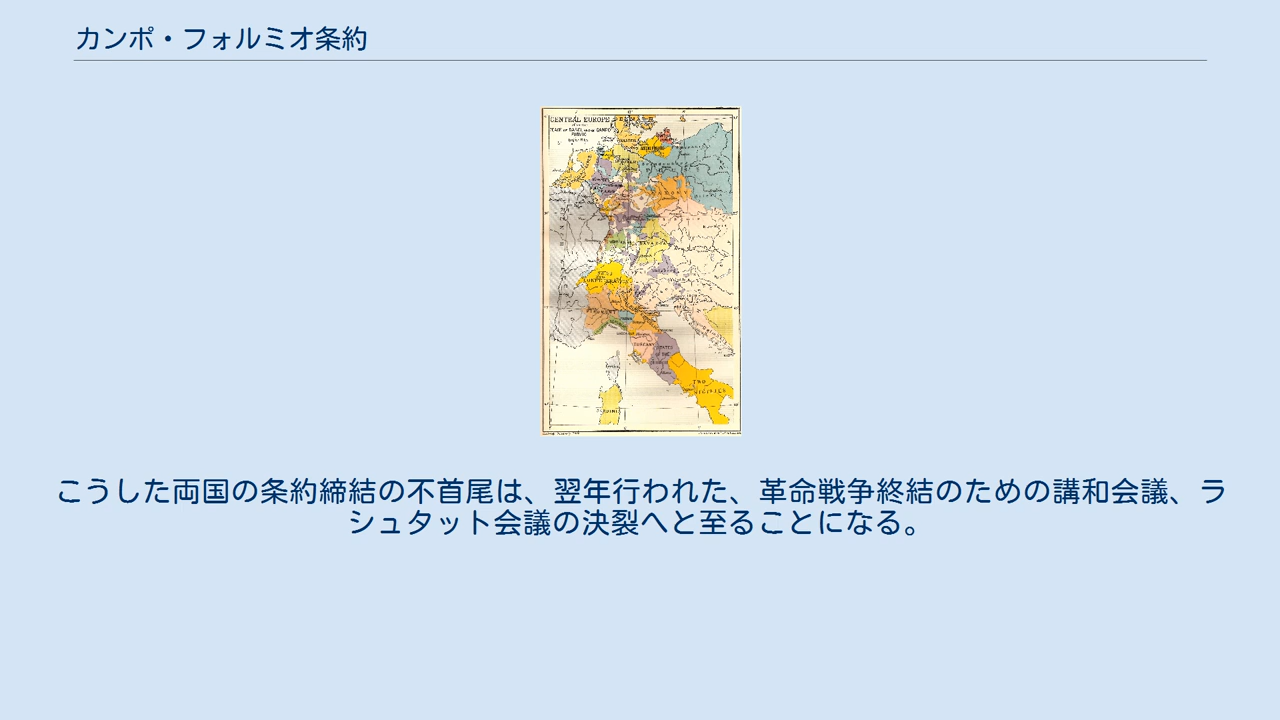 カンポ・フォルミオ条約
CENTRAL EUROPE
こうした両国の条約締結の不首尾は、翌年行われた、革命戦争終結のための講和会議、ラ
シュタット会議の決裂へと至ることになる。